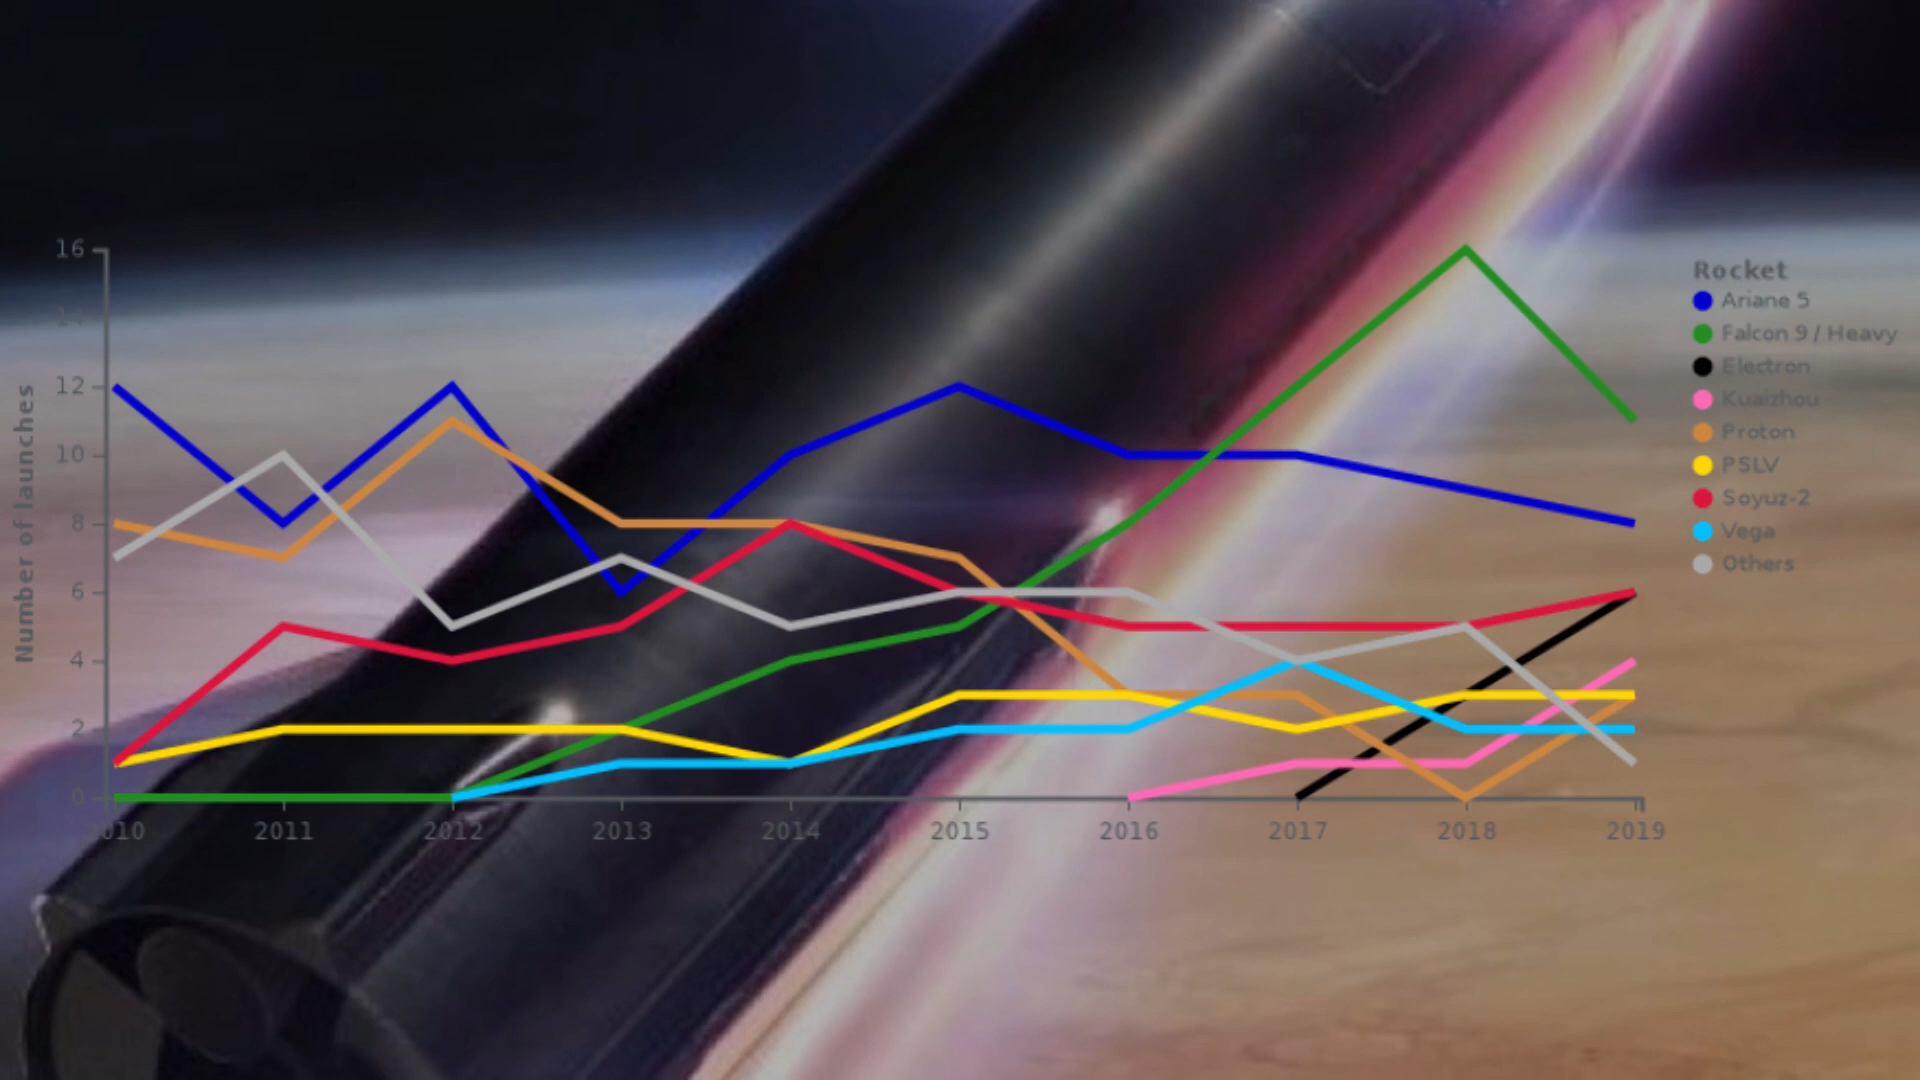 16
14
12
10
8
6
4
2
0
Number of launches
2010 2011 2012 2013 2014 2015 2016 2017 2018 2019
Rocket
Ariane 5
Falcon 9 / Heavy
Electron
Kuaizhou
Proton
PSLV
Soyuz-2
Vega
Others